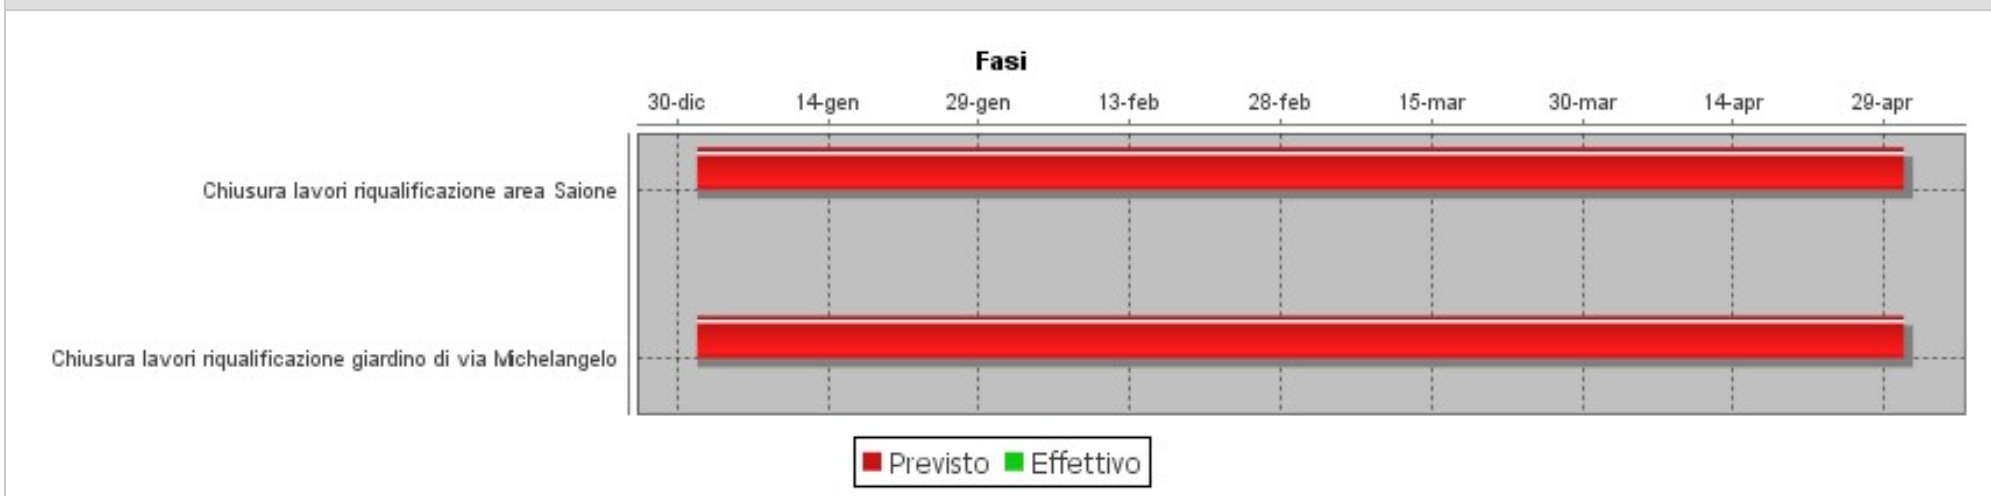 Fasi
30-dic 14-gen 29-gen 13-feb 28-feb 15-mar 30-mar 14-apr 29-apr
Chiusura lavori riqualificazione area Saione
Chiusura lavori riqualificazione giardino di via Michelangelo
Previsto Effettivo